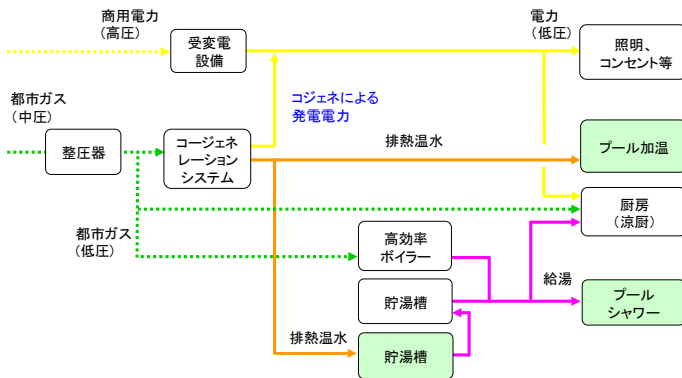 商用電力
（高圧）
受変電
設備
電力
（低圧）
照明、
コンセント等
都市ガス
（中圧）
コジェネによる
発電電力
整圧器
コージェネ
レーション
システム
排熱温水
プール加温
厨房
（涼厨）
都市ガス
（低圧）
高効率
ボイラー
給湯
貯湯槽
プール
シャワー
排熱温水
貯湯槽